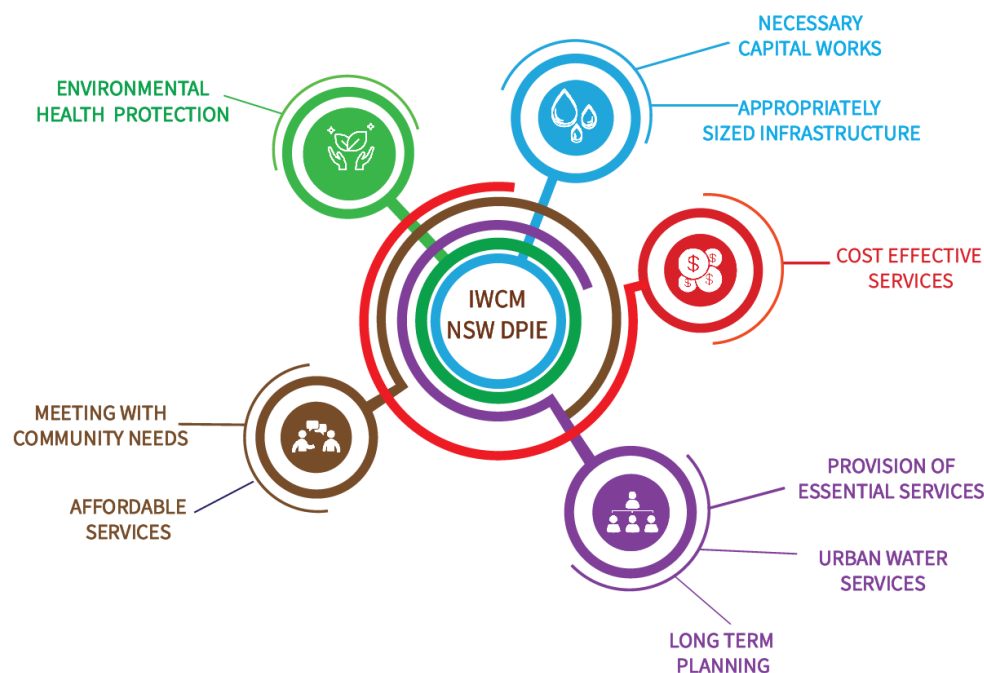 NECESSARY
CAPITAL WORKS
ENVIRONMENTAL
HEALTH PROTECTION
APPROPRIATELY
SIZED INFRASTRUCTURE
COST EFFECTIVE
SERVICES
IWCM
NSW DPIE
MEETING WITH
COMMUNITY NEEDS
AFFORDABLE
SERVICES
PROVISION OF
ESSENTIAL SERVICES
URBAN WATER
SERVICES
LONG TERM
PLANNING